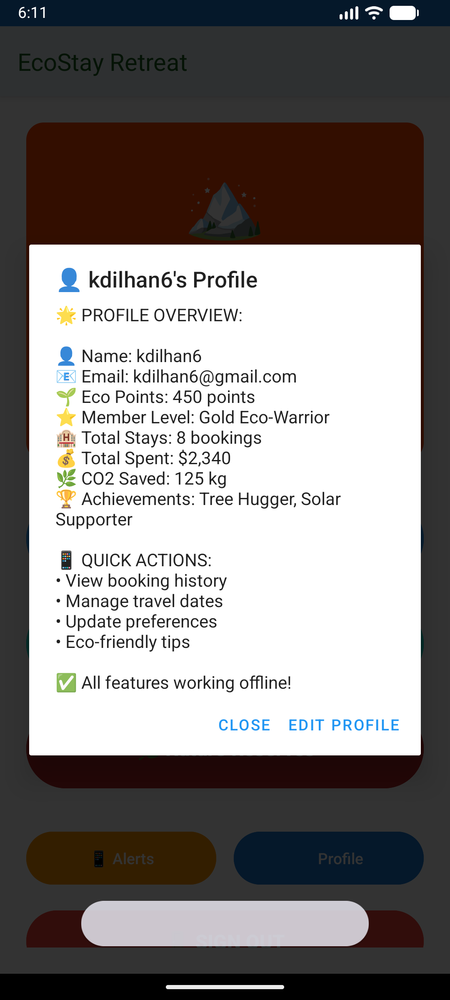 6:11
EcoStay Retreat
👤 kdilhan6's Profile
🌟 PROFILE OVERVIEW:
👤 Name: kdilhan6
📧 Email: kdilhan6@gmail.com
🌱 Eco Points: 450 points
⭐ Member Level: Gold Eco-Warrior
🏨 Total Stays: 8 bookings
💰 Total Spent: $2,340
🌿 CO2 Saved: 125 kg
🏆 Achievements: Tree Hugger, Solar
Supporter
📱 QUICK ACTIONS:
• View booking history
• Manage travel dates
• Update preferences
• Eco-friendly tips
✅ All features working offline!
CLOSE EDIT PROFILE
📱 Alerts
Profile
SIGN OUT